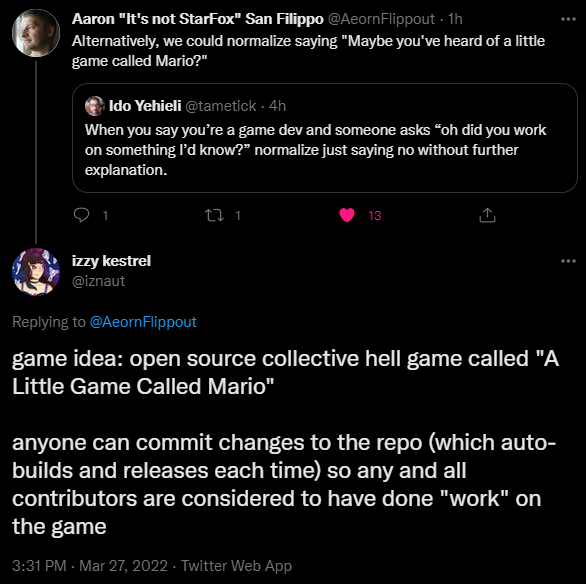 Aaron "It's not StarFox" San Filippo @AeornFlippout · 1h
Alternatively, we could normalize saying "Maybe you've heard of a little
game called Mario?"
Ido Yehieli @tametick · 4h
When you say you're a game dev and someone asks “oh did you work
on something I'd know?” normalize just saying no without further
explanation.
1 1 13
izzy kestrel
@iznaut
Replying to @AeornFlippout
game idea: open source collective hell game called "A
Little Game Called Mario"
anyone can commit changes to the repo (which auto-
builds and releases each time) so any and all
contributors are considered to have done "work" on
the game
3:31 PM · Mar 27, 2022 · Twitter Web App